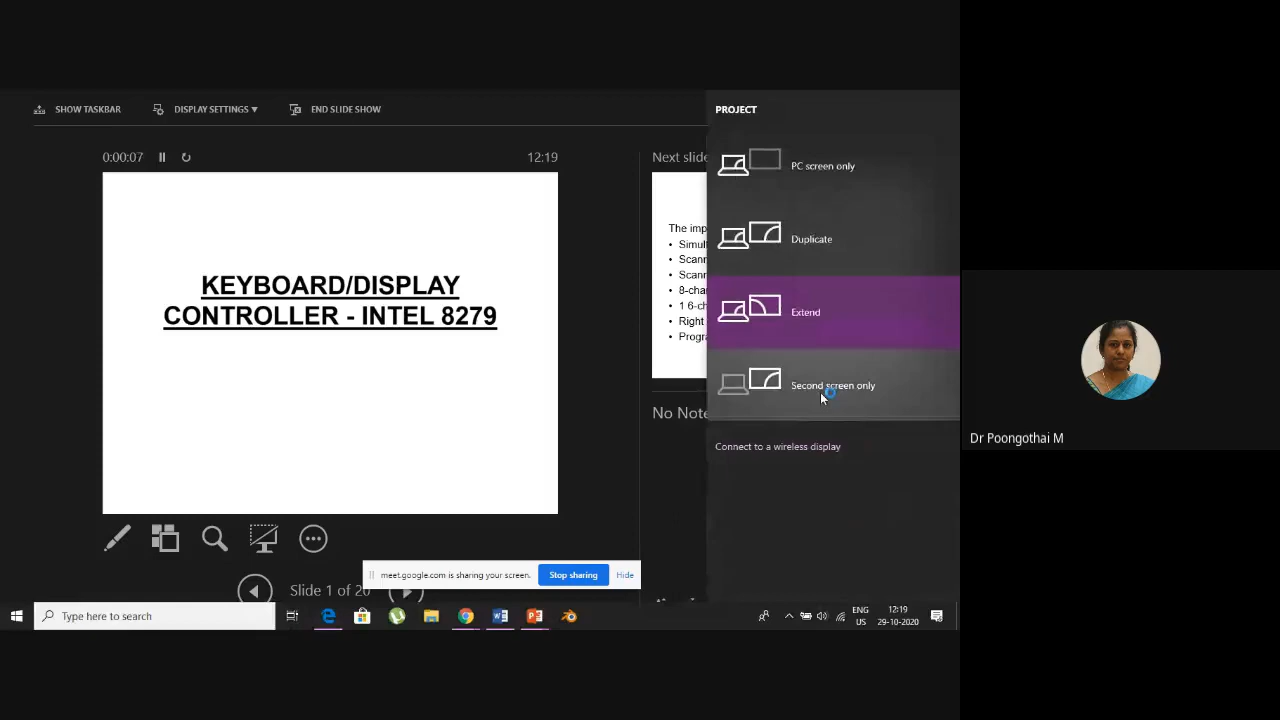 SHOW TASKBAR
DISPLAY SETTINGS
END SLIDE SHOW
PROJECT
0:00:07
12:19
Next slide
PC screen only
Duplicate
Extend
Second screen only
Connect to a wireless display
KEYBOARD/DISPLAY
CONTROLLER - INTEL 8279
The imp
• Simult
• Scann
• Scann
• 8-cha
• 1 6-ch
• Right
• Progra
No Note
Dr Poongothai M
meet.google.com is sharing your screen.
Stop sharing
Hide
Slide 1 of 20
Type here to search
ENG
US
12:19
29-10-2020